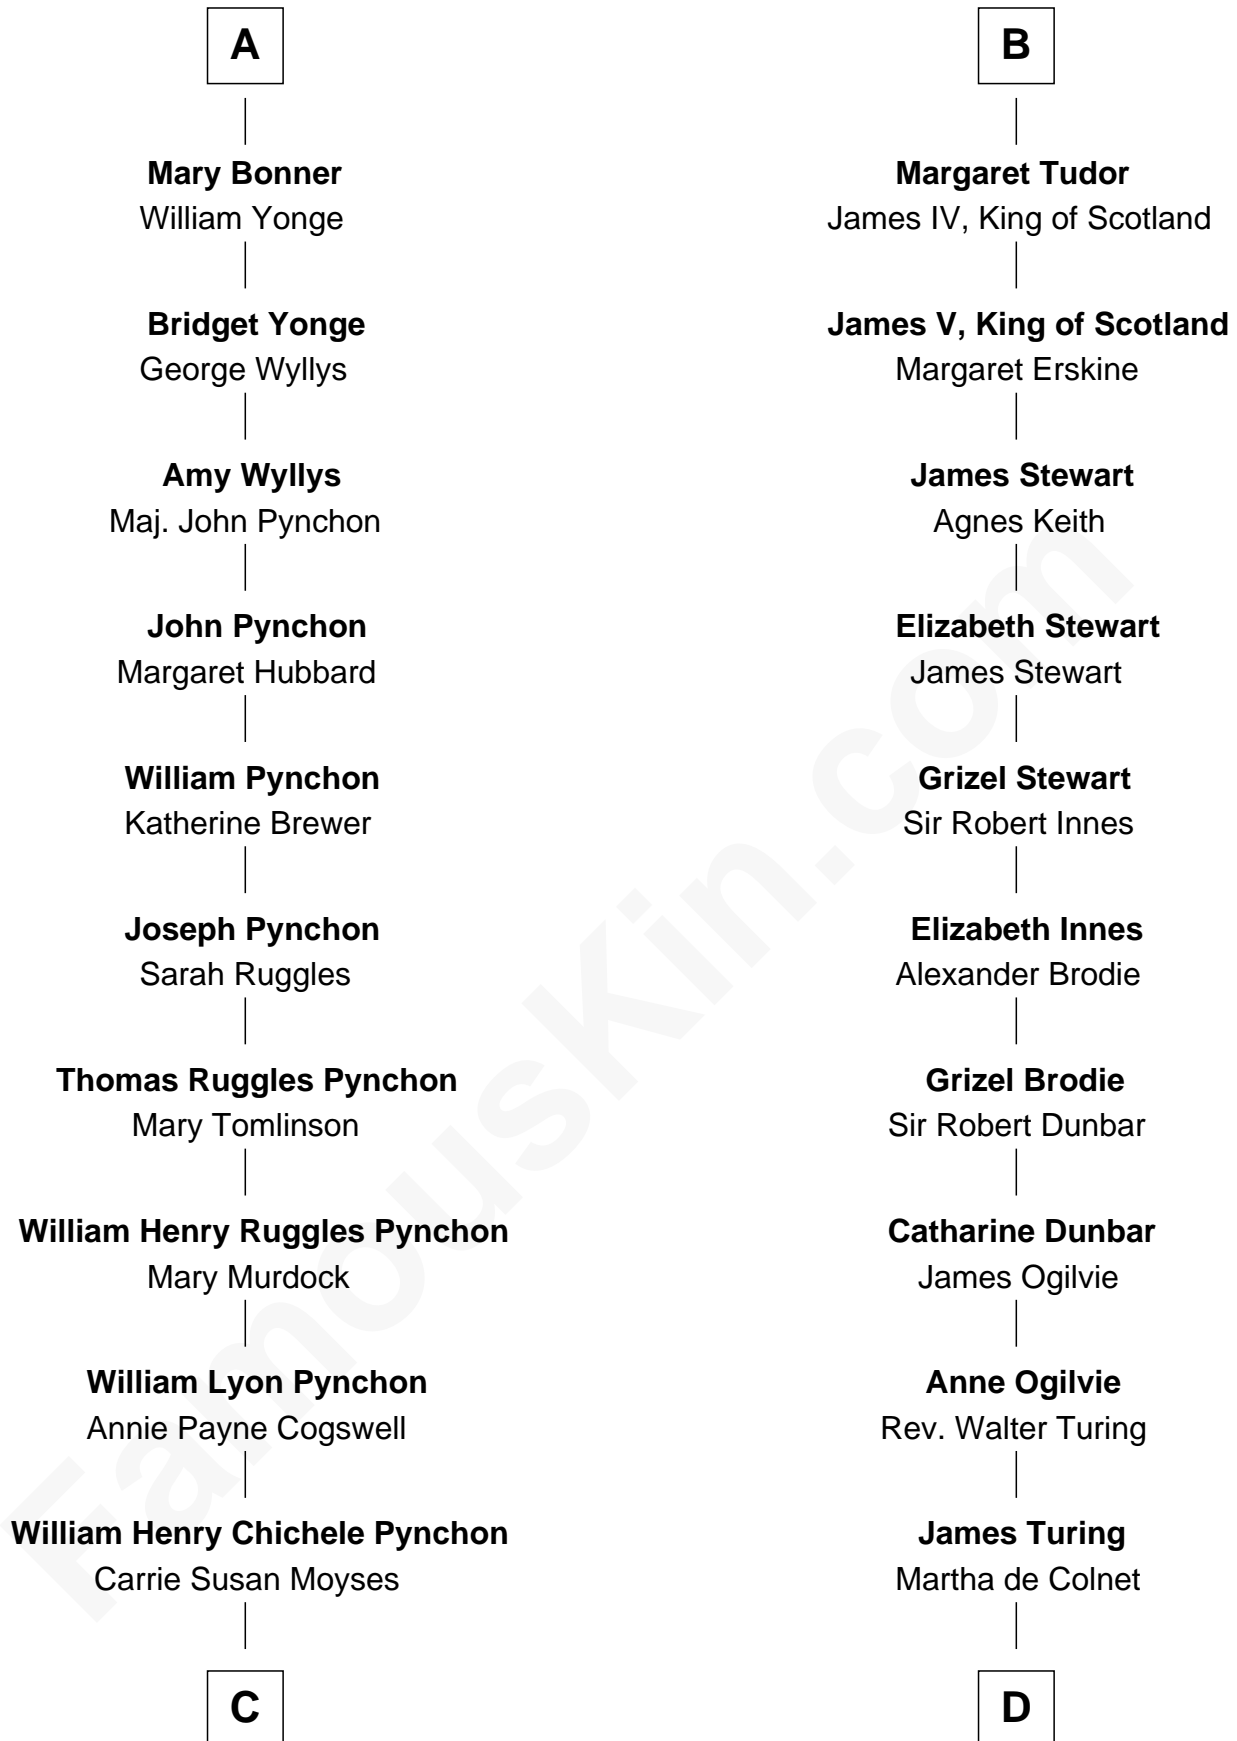 A
Mary Bonner
William Yonge
Bridget Yonge
George Wyllys
Amy Wyllys
Maj. John Pynchon
John Pynchon
Margaret Hubbard
William Pynchon
Katherine Brewer
Joseph Pynchon
Sarah Ruggles
Thomas Ruggles Pynchon
Mary Tomlinson
William Henry Ruggles Pynchon
Mary Murdock
William Lyon Pynchon
Annie Payne Cogswell
William Henry Chichele Pynchon
Carrie Susan Moyses
C
B
Margaret Tudor
James IV, King of Scotland
James V, King of Scotland
Margaret Erskine
James Stewart
Agnes Keith
Elizabeth Stewart
James Stewart
Grizel Stewart
Sir Robert Innes
Elizabeth Innes
Alexander Brodie
Grizel Brodie
Sir Robert Dunbar
Catharine Dunbar
James Ogilvie
Anne Ogilvie
Rev. Walter Turing
James Turing
Martha de Colnet
D
FamousKin.com